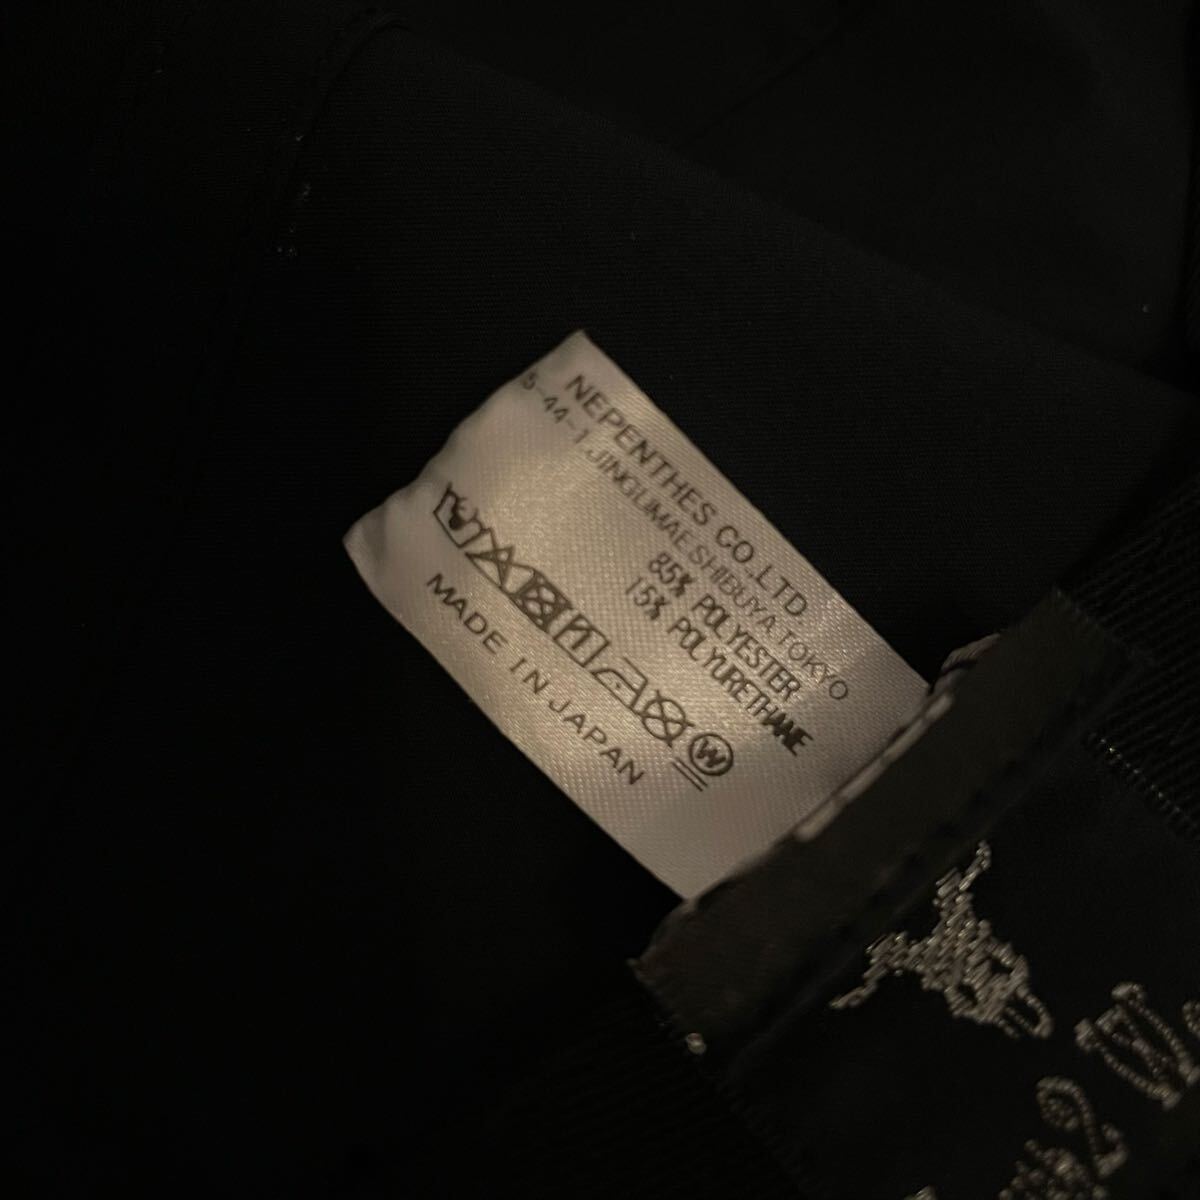 NEPENTHES CO.,LTD.
5-44-1, JINGUMAE SHIBUYA TOKYO
85% POLYESTER
15% POLYURETHANE
W
MADE IN JAPAN